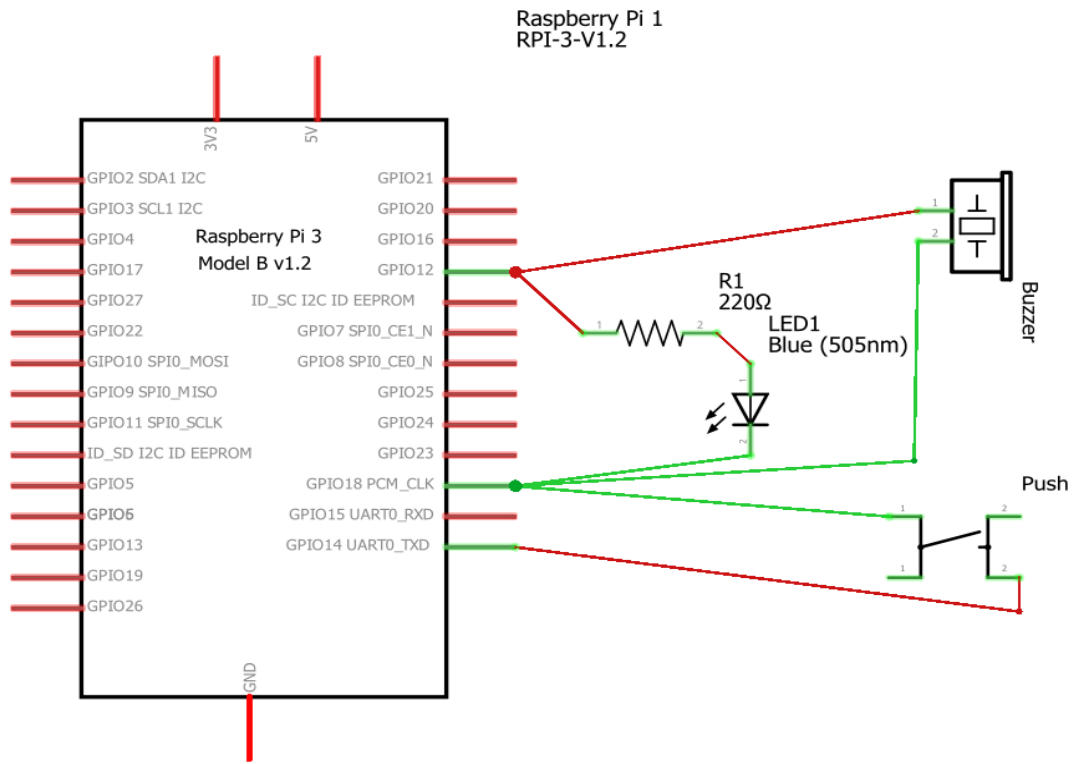 Raspberry Pi 1
RPI-3-V1.2
3V3
5V
GPIO2 SDA1 I2C
GPIO3 SCL1 I2C
GPIO4
GPIO17
GPIO27
GPIO22
GIPO10 SPI0_MOSI
GPIO9 SPI0_MISO
GPIO11 SPI0_SCLK
ID_SD I2C ID EEPROM
GPIO5
GPIO6
GPIO13
GPIO19
GPIO26
Raspberry Pi 3
Model B v1.2
GPIO21
GPIO20
GPIO16
GPIO12
ID_SC I2C ID EEPROM
GPIO7 SPI0_CE1_N
GPIO8 SPI0_CE0_N
GPIO25
GPIO24
GPIO23
GPIO18 PCM_CLK
GPIO15 UART0_RXD
GPIO14 UART0_TXD
GND
1
2
Buzzer
R1
220Ω
1
2
LED1
Blue (505nm)
1
2
Push
1
2
1
2